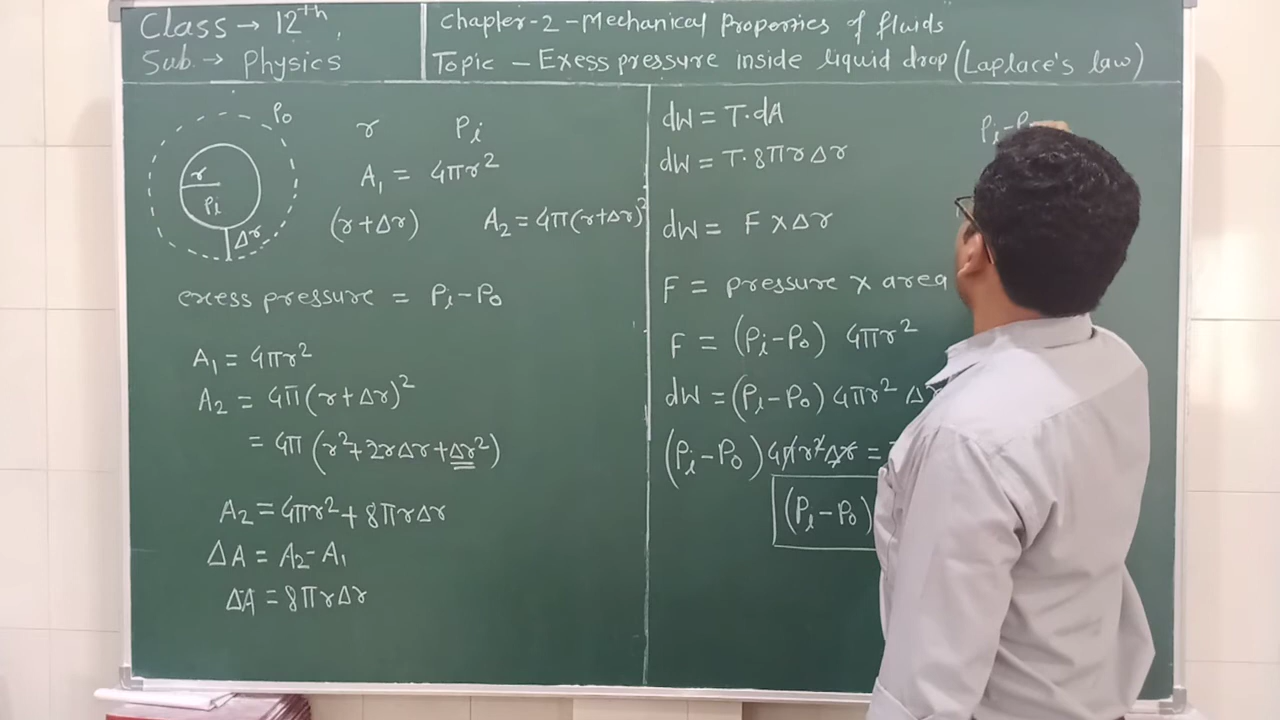 Class → 12th,
Sub. → Physics
Chapter-2 - Mechanical Properties of fluids
Topic - Exess pressure inside liquid drop (Laplace's law)
P₀
r
Pᵢ
Δr
r Pᵢ
A₁ = 4πr²
(r+Δr) A₂ = 4π(r+Δr)²
excess pressure = Pᵢ-P₀
A₁ = 4πr²
A₂ = 4π(r+Δr)²
= 4π(r²+2rΔr+Δr²)
A₂ = 4πr²+8πrΔr
ΔA = A₂-A₁
ΔA = 8πrΔr
dW = T·dA
dW = T·8πrΔr
dW = F×Δr
F = pressure × area
F = (Pᵢ-P₀) 4πr²
dW = (Pᵢ-P₀) 4πr² Δ
(Pᵢ-P₀) 4πr²Δr =
(Pᵢ-P₀)
Pᵢ-P